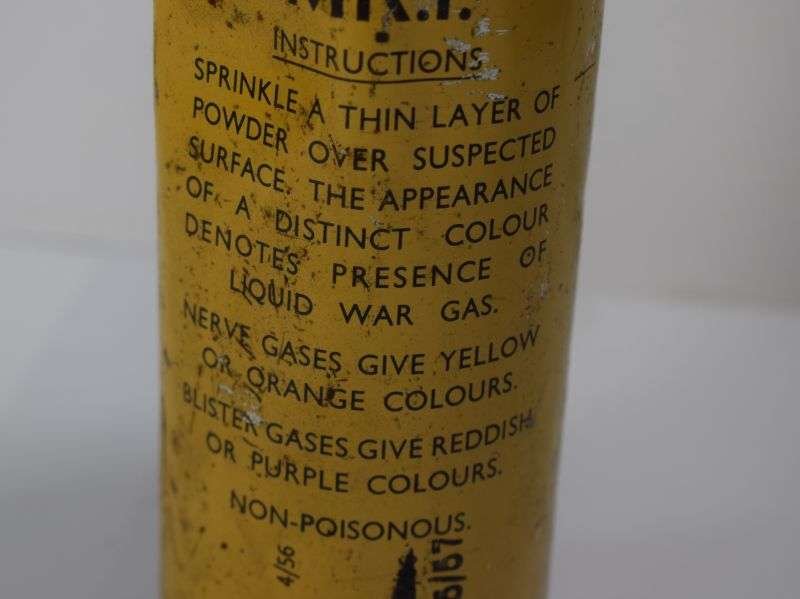 MK.I.
INSTRUCTIONS
SPRINKLE A THIN LAYER OF
POWDER OVER SUSPECTED
SURFACE. THE APPEARANCE
OF A DISTINCT COLOUR
DENOTES PRESENCE OF
LIQUID WAR GAS.
NERVE GASES GIVE YELLOW
OR ORANGE COLOURS.
BLISTER GASES GIVE REDDISH
OR PURPLE COLOURS.
NON-POISONOUS.
4/56